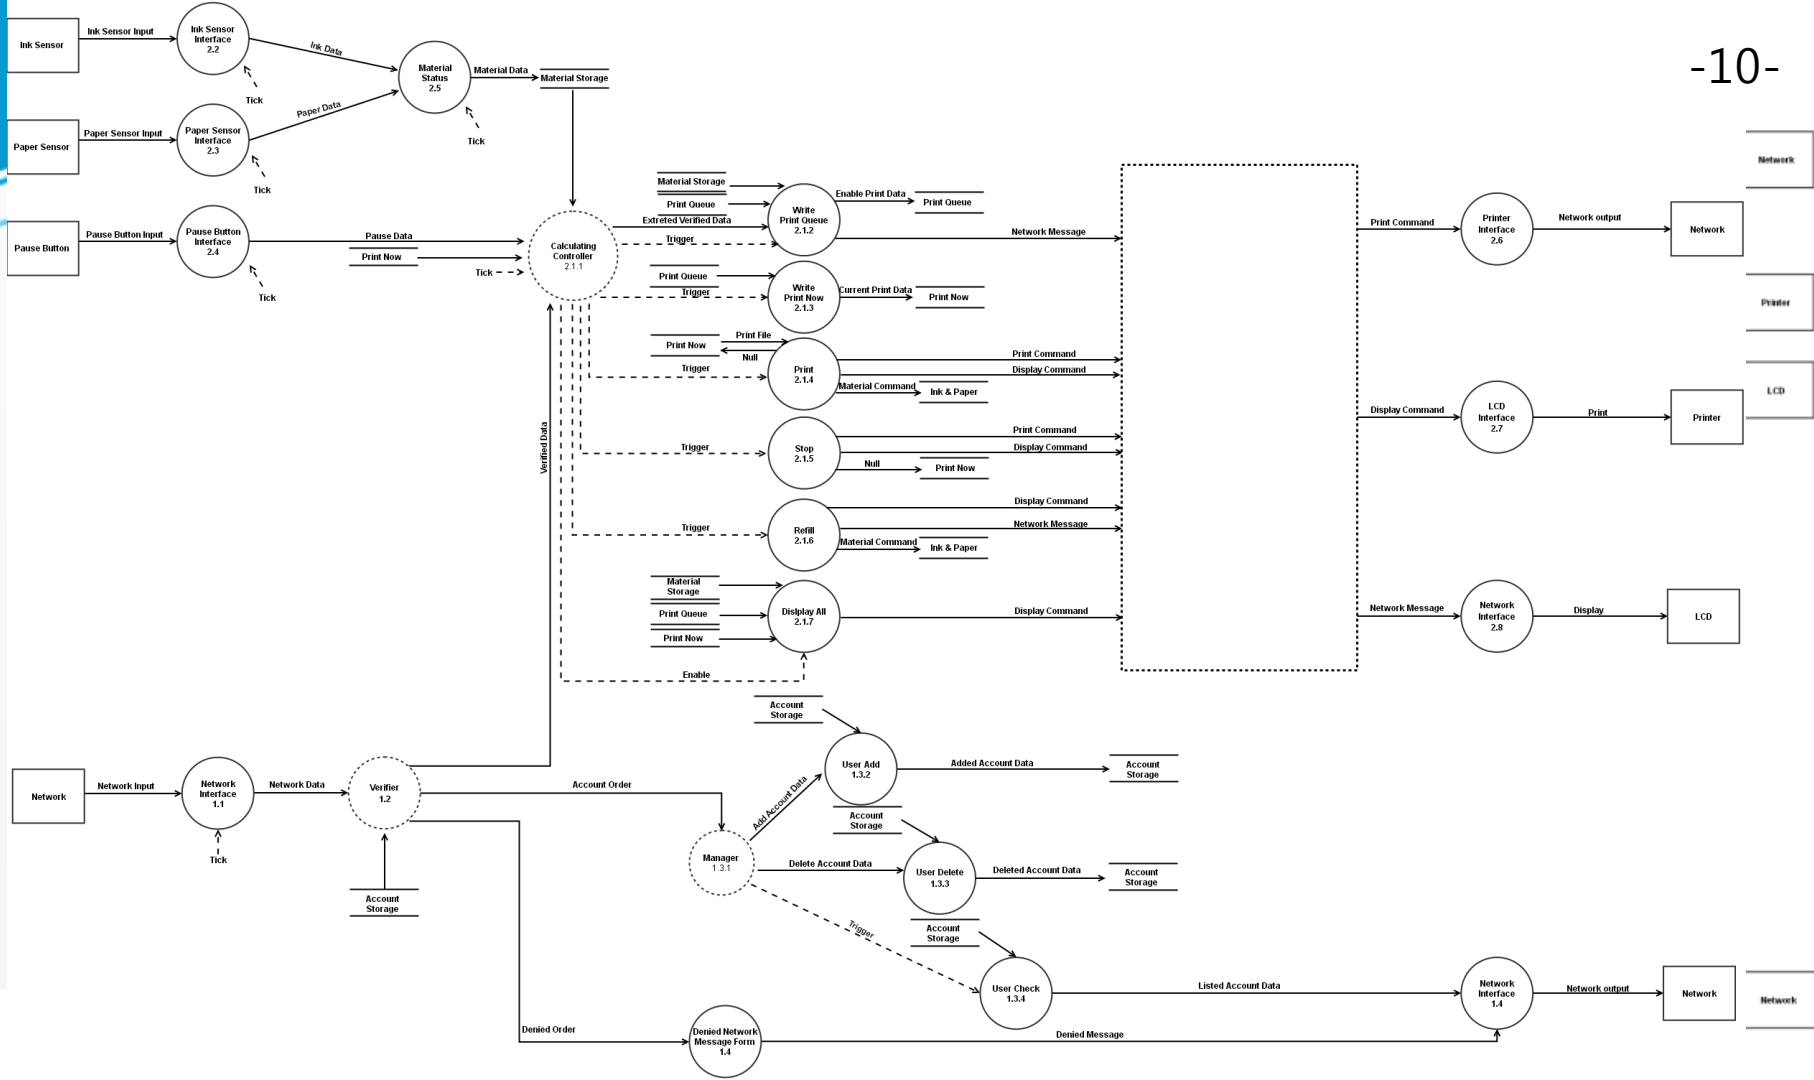 -10-
Ink Sensor
Ink Sensor Input
Ink Sensor
Interface
2.2
Ink Data
Tick
Material
Status
2.5
Material Data
Material Storage
Tick
Paper Sensor
Paper Sensor Input
Paper Sensor
Interface
2.3
Paper Data
Tick
Pause Button
Pause Button Input
Pause Button
Interface
2.4
Pause Data
Print Now
Tick
Tick
Calculating
Controller
2.1.1
Material Storage
Print Queue
Extreted Verified Data
Trigger
Write
Print Queue
2.1.2
Enable Print Data
Print Queue
Network Message
Print Queue
Trigger
Write
Print Now
2.1.3
Current Print Data
Print Now
Print Now
Print File
Null
Trigger
Print
2.1.4
Print Command
Display Command
Material Command
Ink & Paper
Trigger
Stop
2.1.5
Print Command
Display Command
Null
Print Now
Trigger
Refill
2.1.6
Display Command
Network Message
Material Command
Ink & Paper
Material
Storage
Print Queue
Print Now
Dislplay All
2.1.7
Display Command
Enable
Print Command
Printer
Interface
2.6
Network output
Network
Display Command
LCD
Interface
2.7
Print
Printer
Network Message
Network
Interface
2.8
Display
LCD
Network
Printer
LCD
Verified Data
Network
Network Input
Network
Interface
1.1
Tick
Network Data
Verifier
1.2
Account
Storage
Account Order
Manager
1.3.1
Add Account Data
Account
Storage
User Add
1.3.2
Added Account Data
Account
Storage
Delete Account Data
Account
Storage
User Delete
1.3.3
Deleted Account Data
Account
Storage
Trigger
Account
Storage
User Check
1.3.4
Listed Account Data
Network
Interface
1.4
Network output
Network
Network
Denied Order
Denied Network
Message Form
1.4
Denied Message